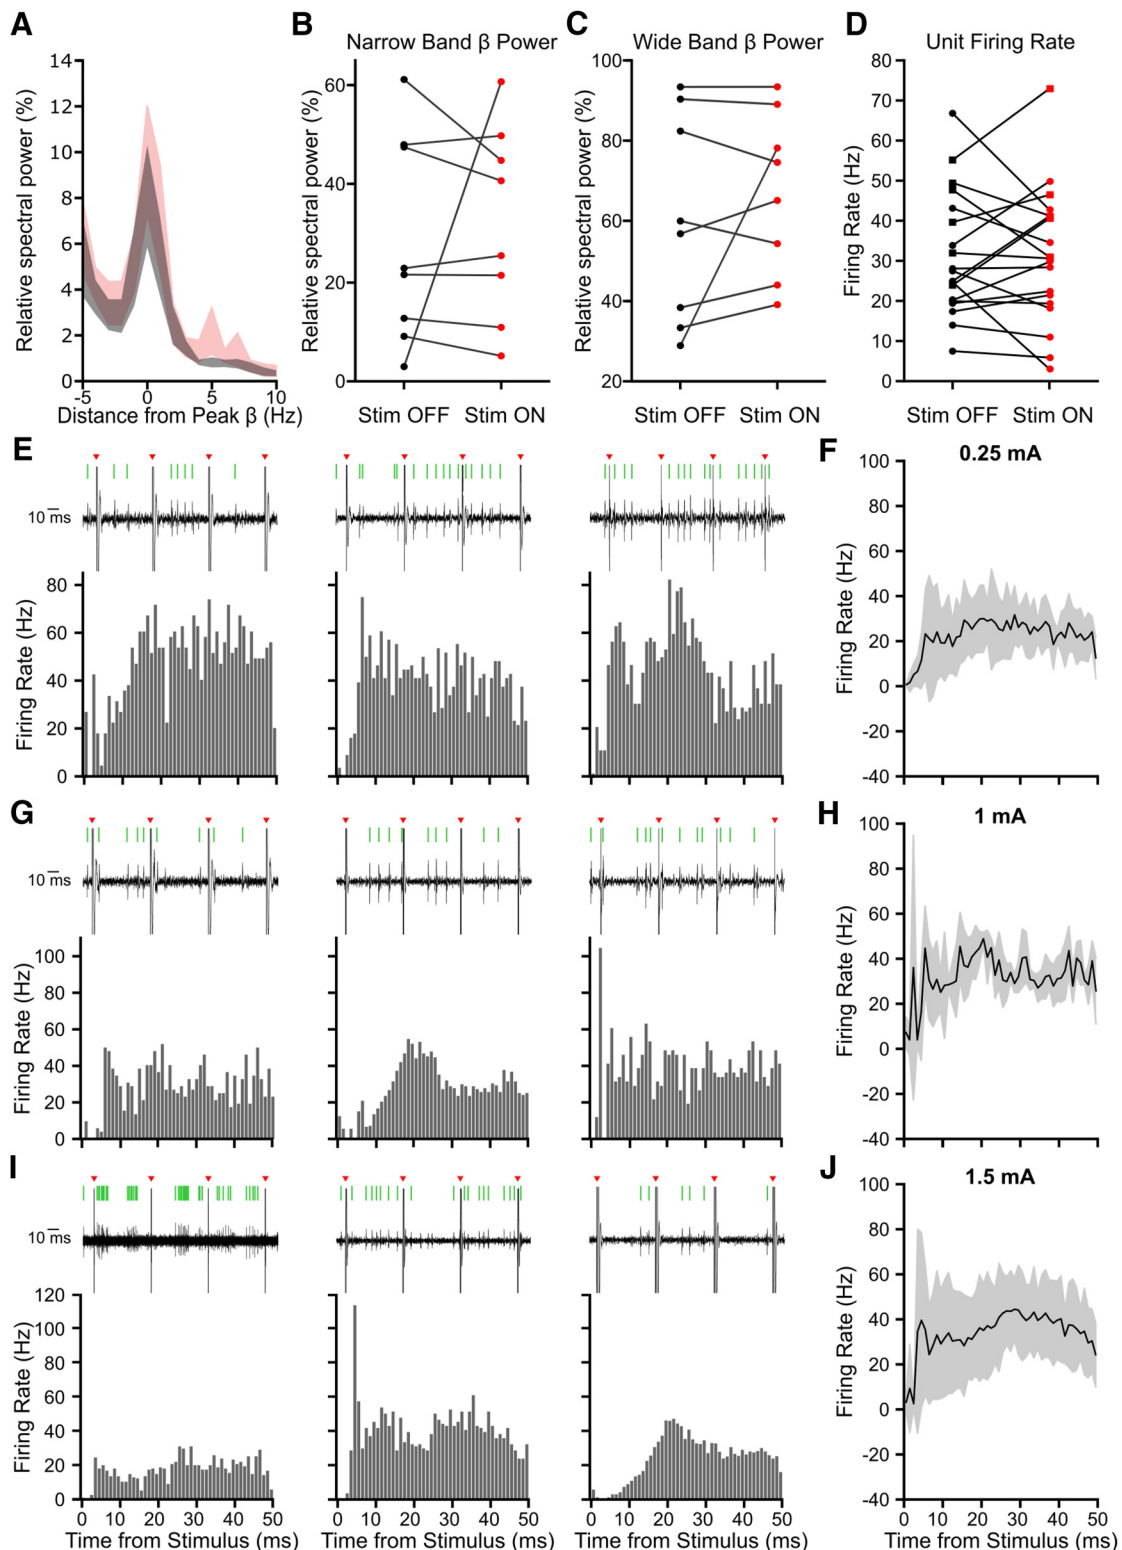 A
Relative spectral power (%)
14
12
10
8
6
4
2
0
-5
0
5
10
Distance from Peak β (Hz)
B
Narrow Band β Power
Relative spectral power (%)
60
40
20
0
Stim OFF
Stim ON
C
Wide Band β Power
Relative spectral power (%)
100
80
60
40
20
Stim OFF
Stim ON
D
Unit Firing Rate
Firing Rate (Hz)
80
70
60
50
40
30
20
10
0
Stim OFF
Stim ON
E
10 ms
Firing Rate (Hz)
80
60
40
20
0
F
0.25 mA
Firing Rate (Hz)
100
80
60
40
20
0
-20
-40
G
10 ms
Firing Rate (Hz)
100
80
60
40
20
0
H
1 mA
Firing Rate (Hz)
100
80
60
40
20
0
-20
-40
I
10 ms
Firing Rate (Hz)
120
100
80
60
40
20
0
0 10 20 30 40 50
Time from Stimulus (ms)
0 10 20 30 40 50
Time from Stimulus (ms)
0 10 20 30 40 50
Time from Stimulus (ms)
J
1.5 mA
Firing Rate (Hz)
100
80
60
40
20
0
-20
-40
0 10 20 30 40 50
Time from Stimulus (ms)